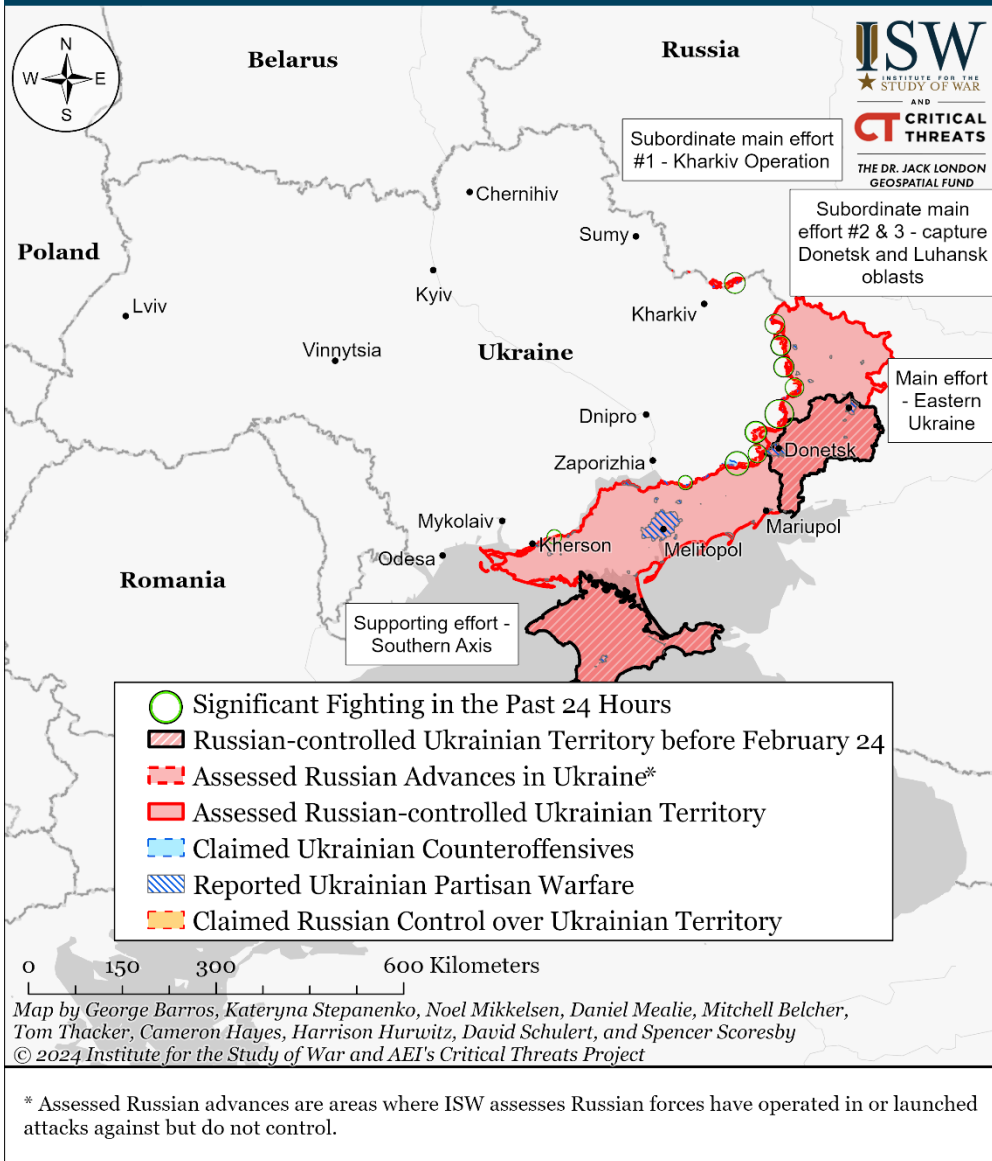 N
W
E
S
Belarus
Russia
ISW
INSTITUTE FOR THE
STUDY OF WAR
AND
CT CRITICAL
THREATS
THE DR. JACK LONDON
GEOSPATIAL FUND
Subordinate main effort
#1 - Kharkiv Operation
Subordinate main
effort #2 & 3 - capture
Donetsk and Luhansk
oblasts
Chernihiv
Sumy
Poland
Kyiv
Lviv
Kharkiv
Vinnytsia
Ukraine
Main effort
- Eastern
Ukraine
Dnipro
Donetsk
Zaporizhia
Mykolaiv
Mariupol
Kherson
Melitopol
Odesa
Romania
Supporting effort -
Southern Axis
Significant Fighting in the Past 24 Hours
Russian-controlled Ukrainian Territory before February 24
Assessed Russian Advances in Ukraine*
Assessed Russian-controlled Ukrainian Territory
Claimed Ukrainian Counteroffensives
Reported Ukrainian Partisan Warfare
Claimed Russian Control over Ukrainian Territory
0 150 300 600 Kilometers
Map by George Barros, Kateryna Stepanenko, Noel Mikkelsen, Daniel Mealie, Mitchell Belcher,
Tom Thacker, Cameron Hayes, Harrison Hurwitz, David Schulert, and Spencer Scoresby
© 2024 Institute for the Study of War and AEI's Critical Threats Project
* Assessed Russian advances are areas where ISW assesses Russian forces have operated in or launched
attacks against but do not control.